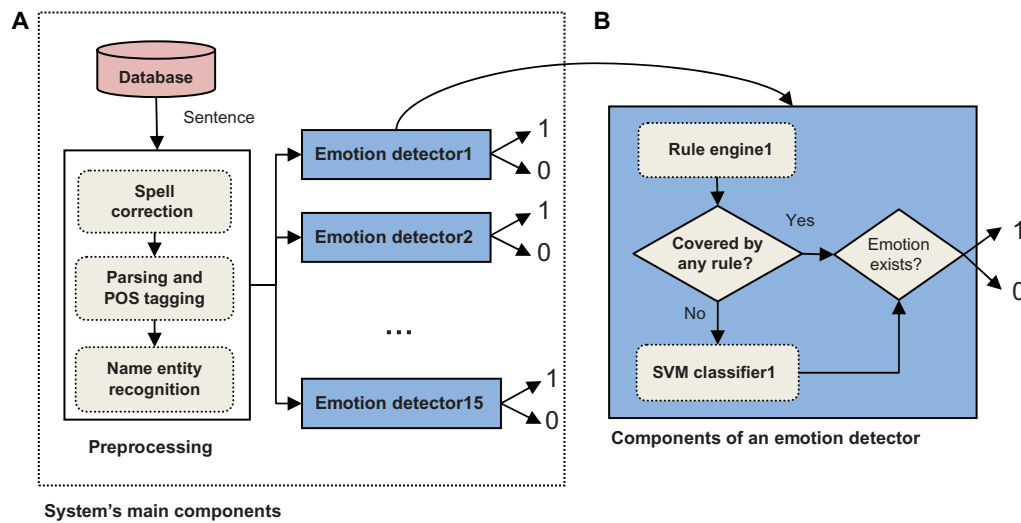 A
Database
Sentence
Spell
correction
Parsing and
POS tagging
Name entity
recognition
Preprocessing
Emotion detector1
1
0
Emotion detector2
1
0
...
Emotion detector15
1
0
System's main components
B
Rule engine1
Covered by
any rule?
Yes
No
SVM classifier1
Emotion
exists?
1
0
Components of an emotion detector